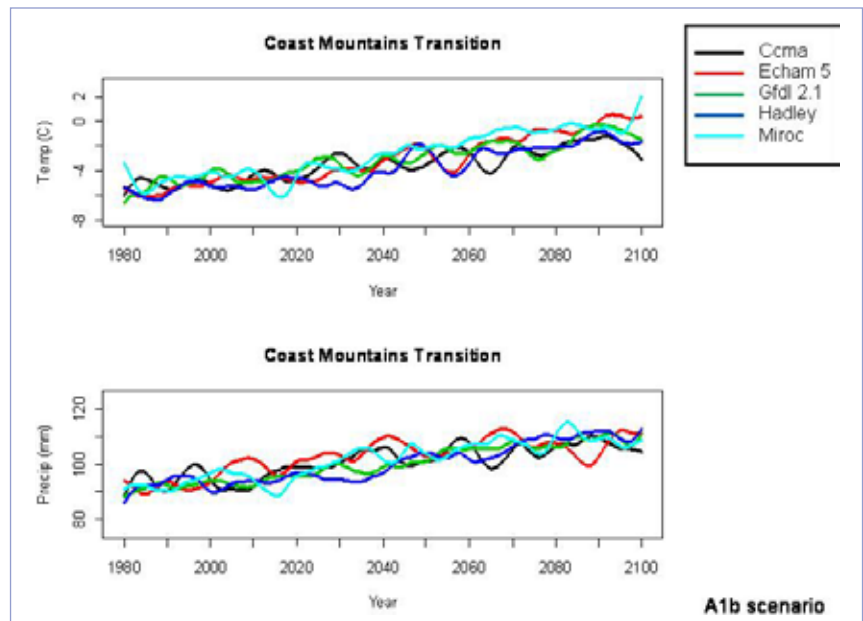 Coast Mountains Transition
Ccma
Echam 5
Gfdl 2.1
Hadley
Miroc
Temp (C)
2
0
-4
-8
1980 2000 2020 2040 2060 2080 2100
Year
Coast Mountains Transition
Precip (mm)
120
100
80
1980 2000 2020 2040 2060 2080 2100
Year
A1b scenario